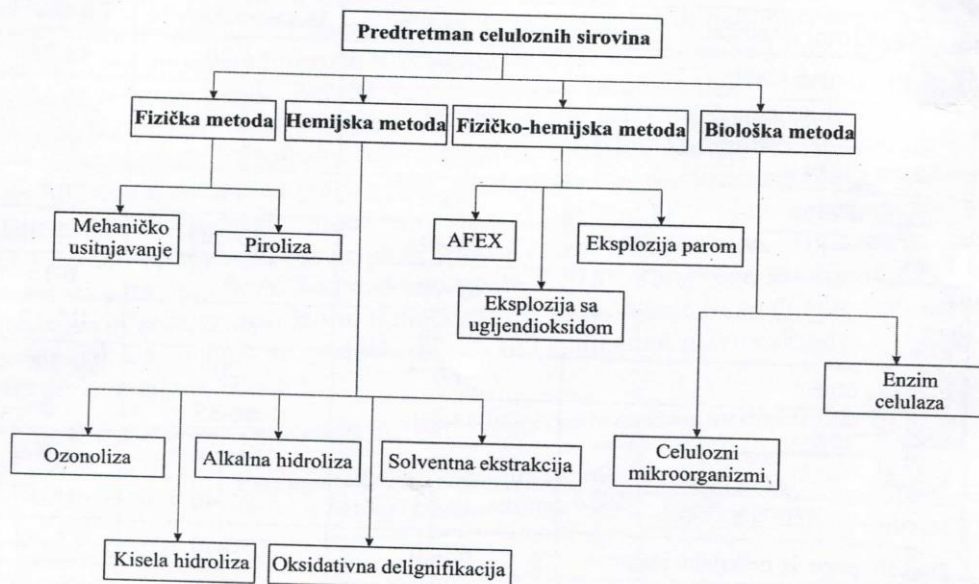 Predtretman celuloznih sirovina
Fizička metoda
Hemijska metoda
Fizičko-hemijska metoda
Biološka metoda
Mehaničko
usitnjavanje
Piroliza
AFEX
Eksplozija parom
Eksplozija sa
ugljendioksidom
Enzim
celulaza
Ozonoliza
Alkalna hidroliza
Solventna ekstrakcija
Celulozni
mikroorganizmi
Kisela hidroliza
Oksidativna delignifikacija